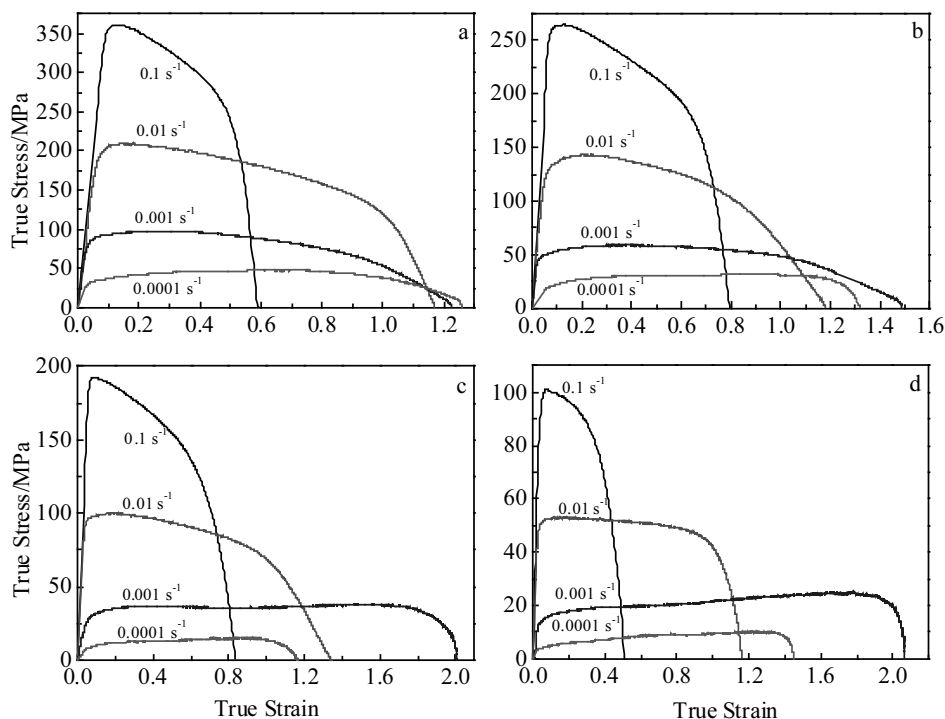 a
350
300
250
200
150
100
50
0
True Stress/MPa
0.1 s⁻¹
0.01 s⁻¹
0.001 s⁻¹
0.0001 s⁻¹
0.0 0.2 0.4 0.6 0.8 1.0 1.2
b
250
200
150
100
50
0
0.1 s⁻¹
0.01 s⁻¹
0.001 s⁻¹
0.0001 s⁻¹
0.0 0.2 0.4 0.6 0.8 1.0 1.2 1.4 1.6
c
200
150
100
50
0
True Stress/MPa
0.1 s⁻¹
0.01 s⁻¹
0.001 s⁻¹
0.0001 s⁻¹
0.0 0.4 0.8 1.2 1.6 2.0
True Strain
d
100
80
60
40
20
0
0.1 s⁻¹
0.01 s⁻¹
0.001 s⁻¹
0.0001 s⁻¹
0.0 0.4 0.8 1.2 1.6 2.0
True Strain